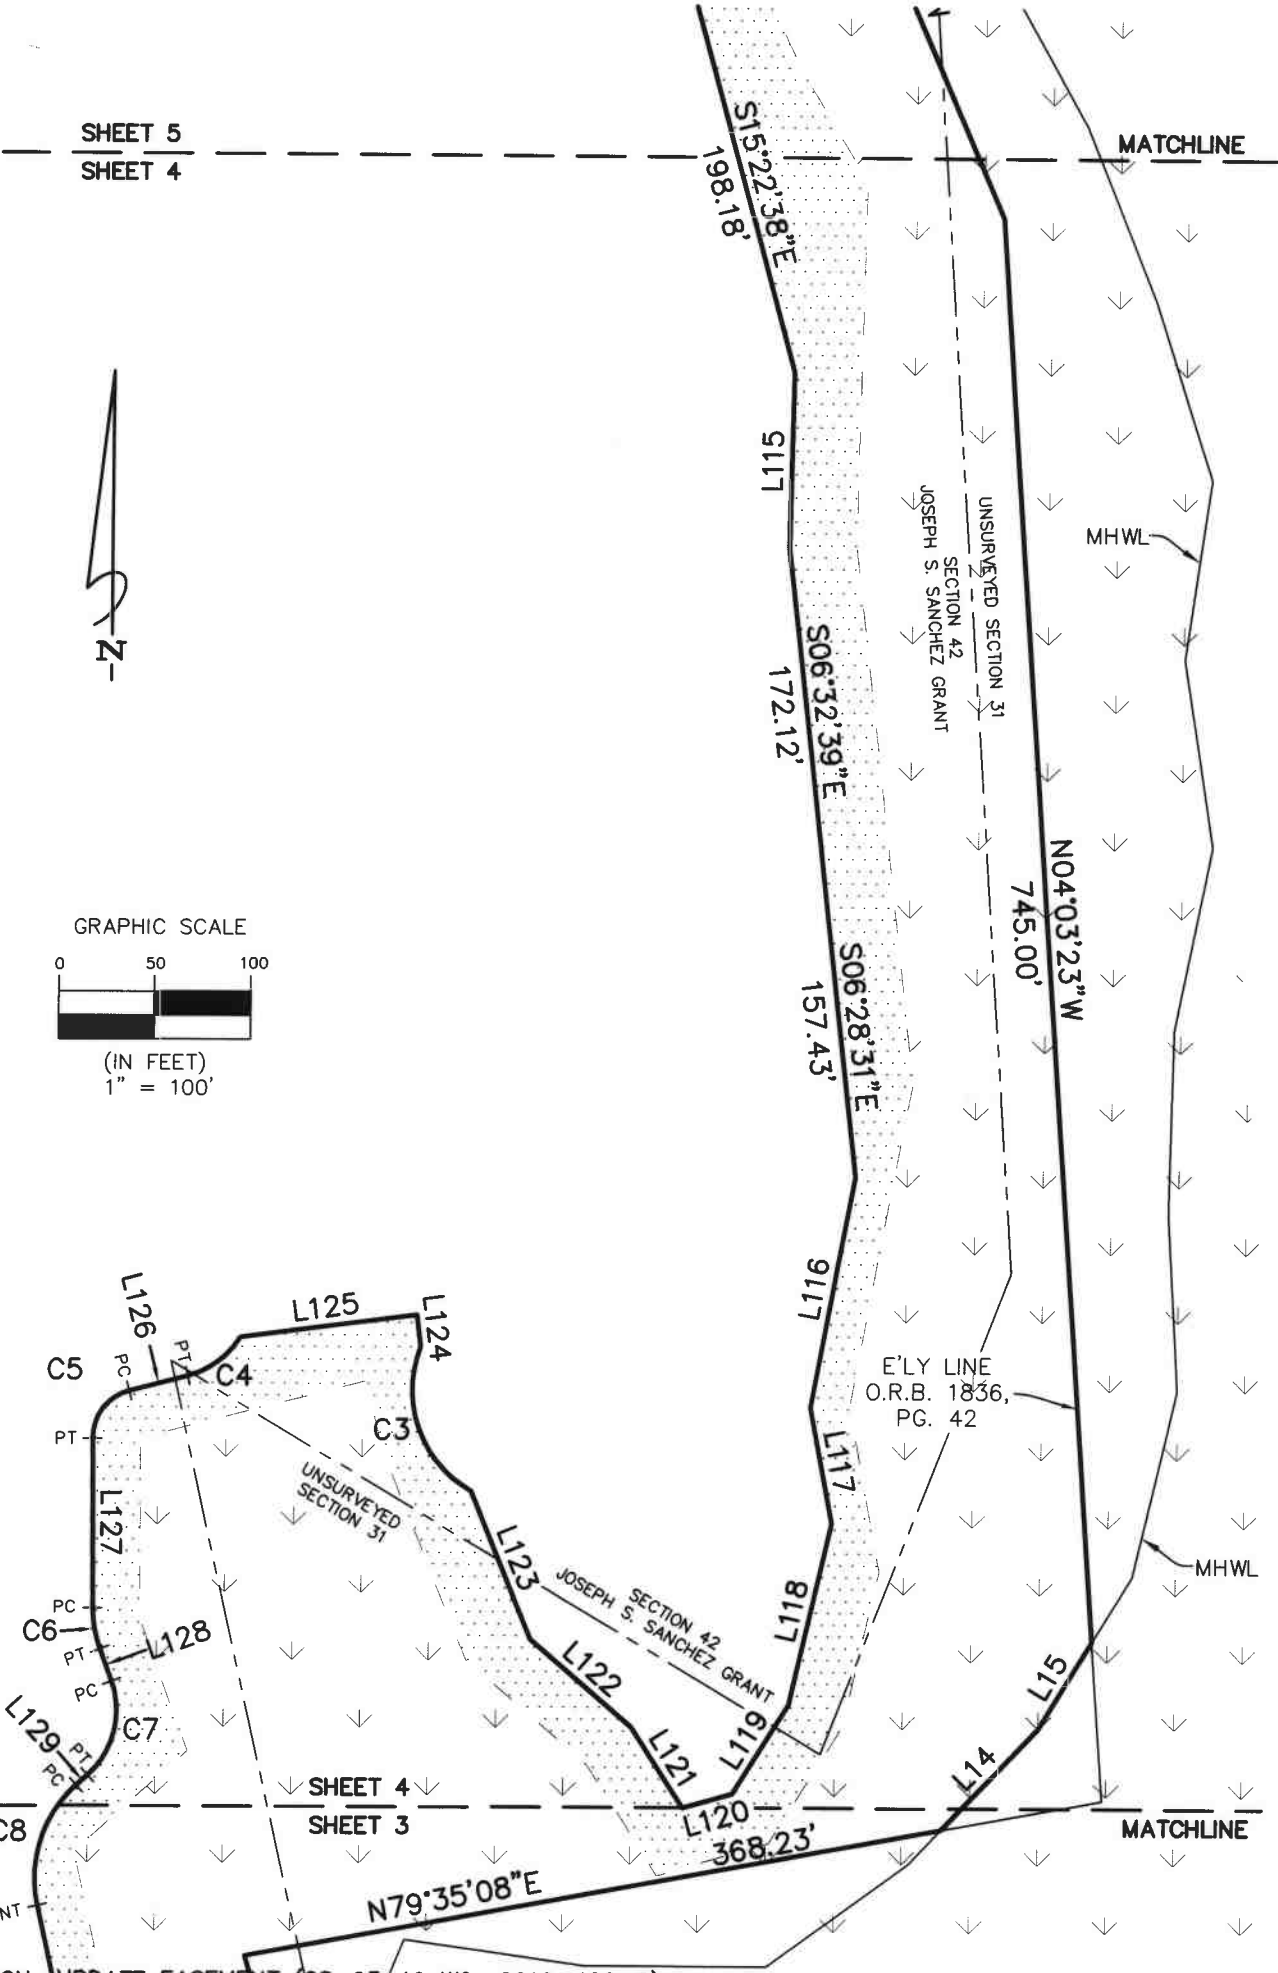 SHEET 5
SHEET 4
MATCHLINE
S15°22'38"E
198.18'
L115
UNSURVEYED SECTION 31
SECTION 42
JOSEPH S. SANCHEZ GRANT
MHWL
N
S06°32'39"E
172.12'
N04°03'23"W
745.00'
GRAPHIC SCALE
0 50 100
(IN FEET)
1" = 100'
S06°28'31"E
157.43'
L116
L126
L125
L124
C5
PC
PT
C4
E'LY LINE
O.R.B. 1836,
PG. 42
C3
PT
L117
UNSURVEYED
SECTION 31
L127
L123
MHWL
SECTION 42
JOSEPH S. SANCHEZ GRANT
L118
PC
C6
PT
L128
L122
L15
PC
C7
L129
PT
PC
L119
L121
L14
SHEET 4
SHEET 3
MATCHLINE
C8
L120
368.23'
N79°35'08"E
NT